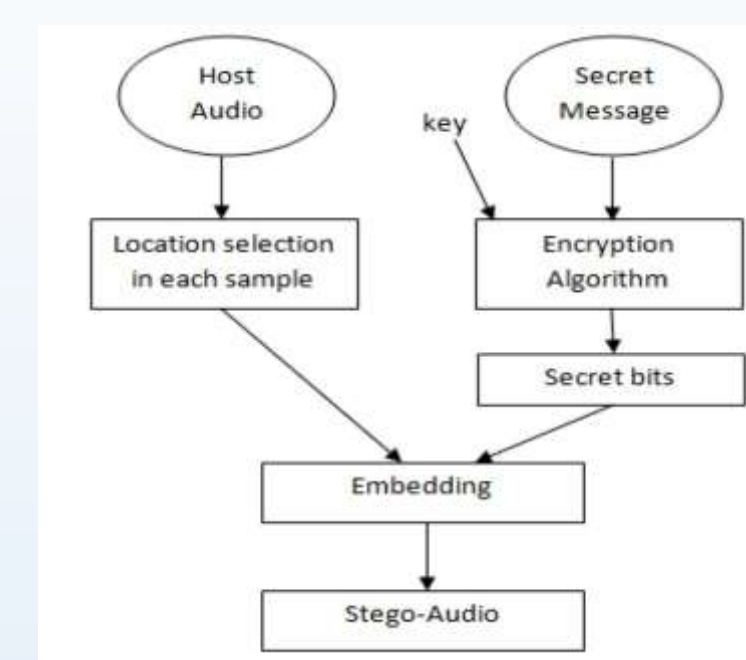 Host
Audio
Secret
Message
key
Location selection
in each sample
Encryption
Algorithm
Secret bits
Embedding
Stego-Audio